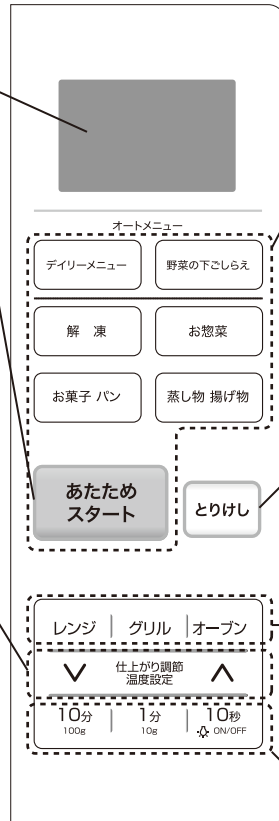 オートメニュー
デイリーメニュー 野菜の下ごしらえ
解 凍 お惣菜
お菓子 パン 蒸し物 揚げ物
あたため
スタート
とりけし
レンジ グリル オーブン
仕上がり調節
温度設定
10分 1分 10秒
100g 10g ON/OFF